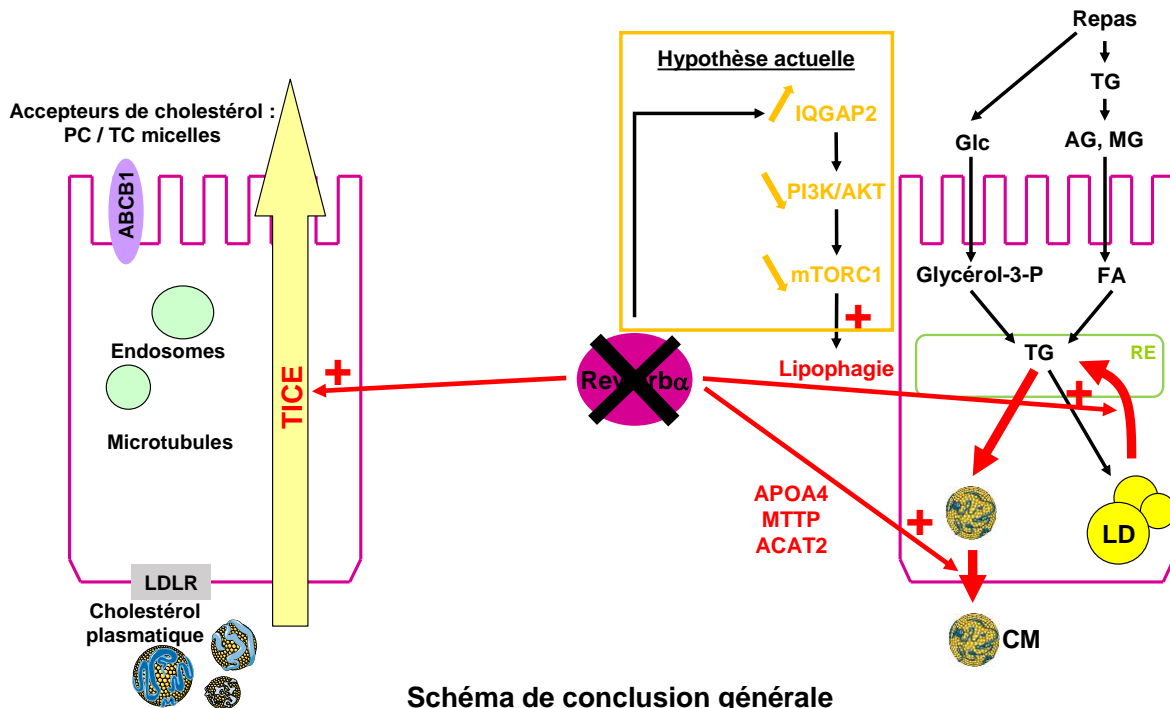 Repas
Hypothèse actuelle
TG
Accepteurs de cholestérol :
PC / TC micelles
IQGAP2
Glc
AG, MG
ABCB1
PI3K/AKT
mTORC1
Glycérol-3-P
FA
+
Endosomes
TG
RE
Lipophagie
+
TICE
Rev-erbα
+
Microtubules
APOA4
MTTP
ACAT2
+
LD
LDLR
Cholestérol
plasmatique
CM
Schéma de conclusion générale